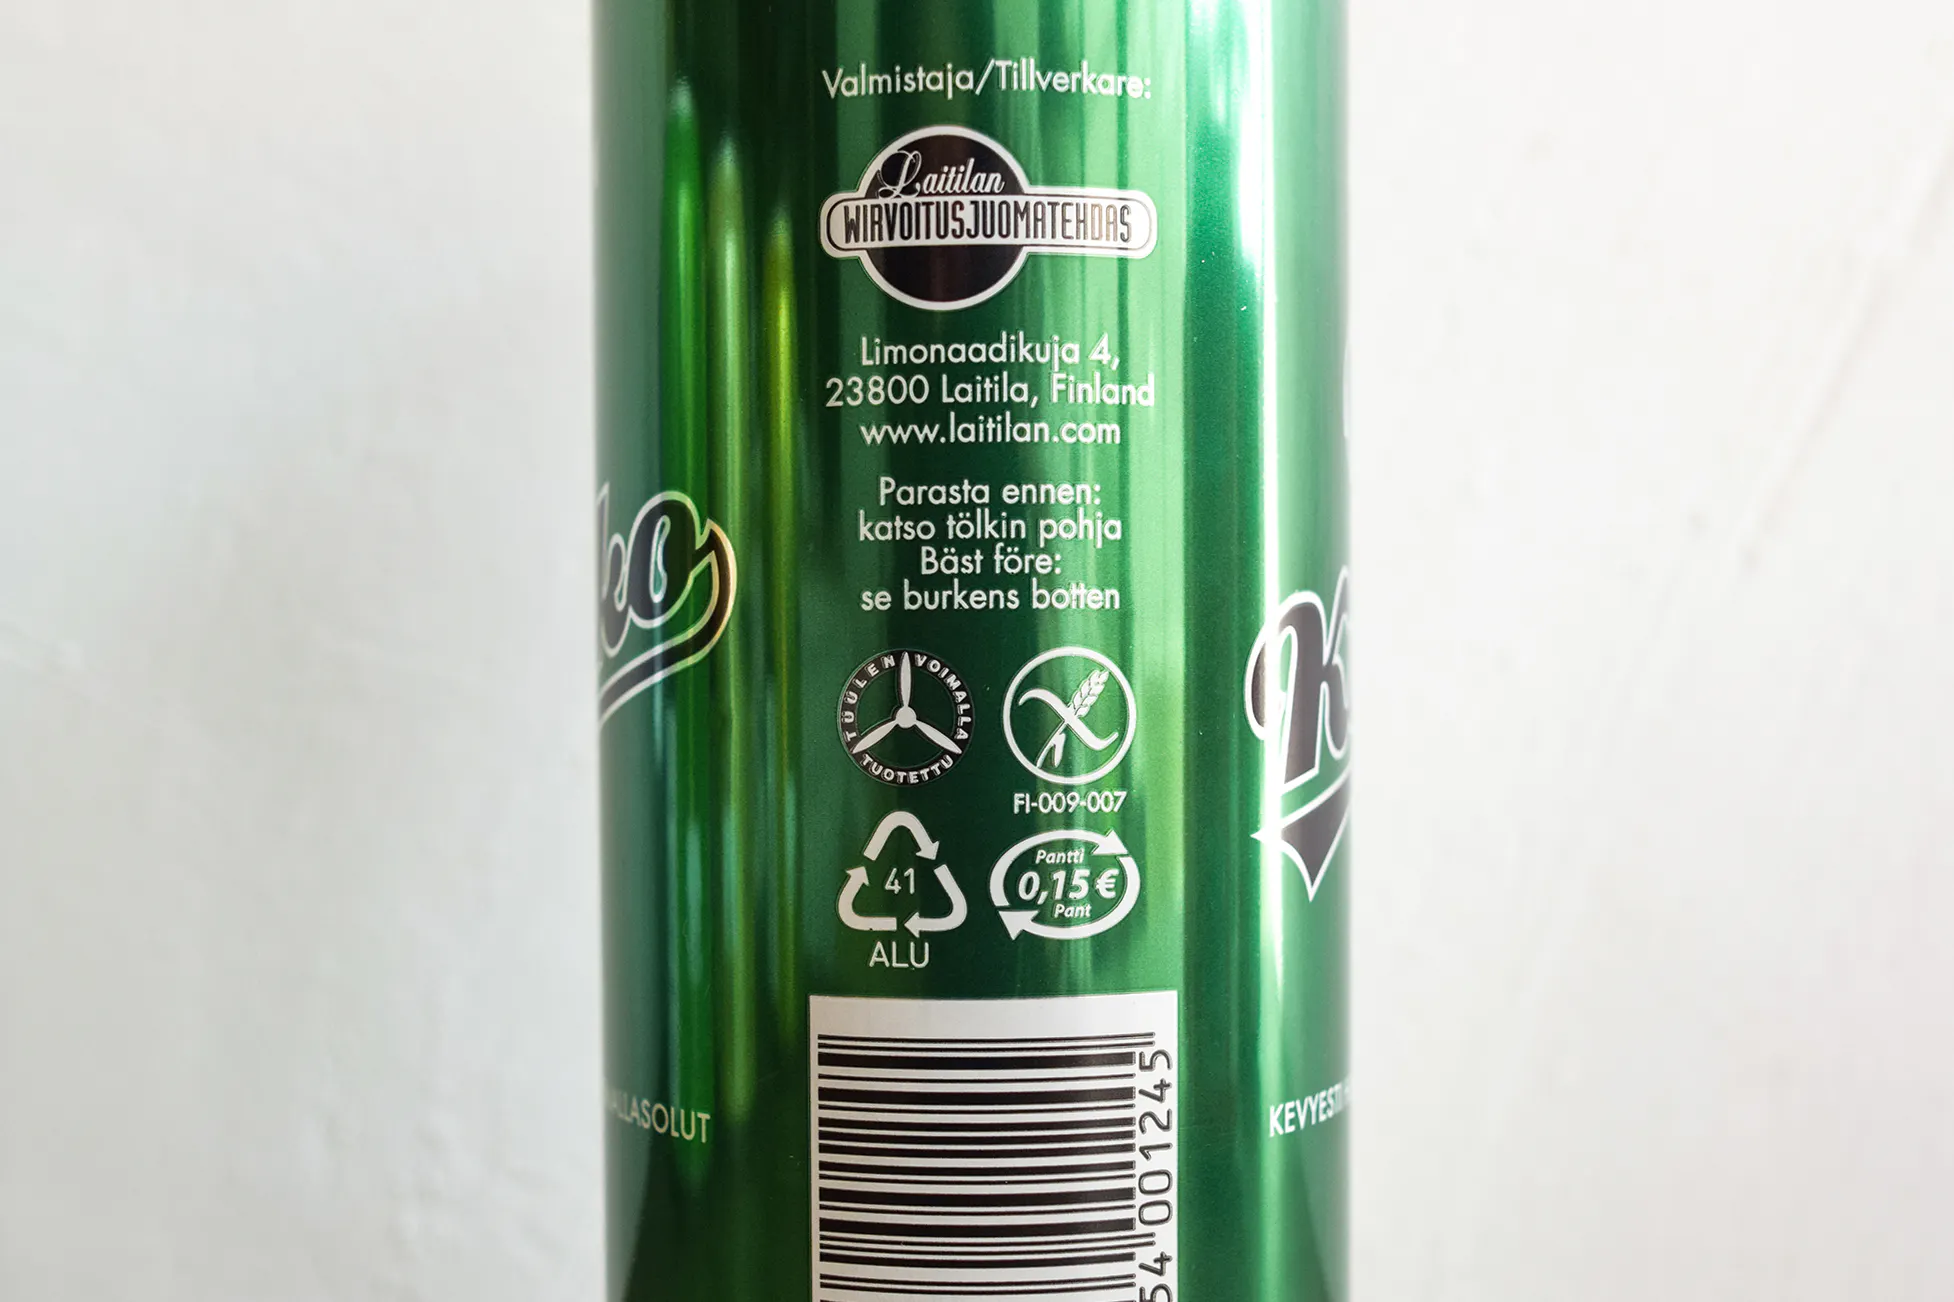 Valmistaja/Tillverkare:
Laitilan
WIRVOITUSJUOMATEHDAS
Limonaadikuja 4,
23800 Laitila, Finland
www.laitilan.com
Parasta ennen:
katso tölkin pohja
Bäst före:
se burkens botten
TUULEN VOIMALLA
TUOTETTU
FI-009-007
41
ALU
Pantti
0,15€
Pant
KEVYESTI